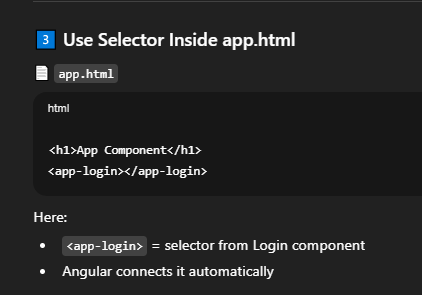 3 Use Selector Inside app.html
app.html
html
<h1>App Component</h1>
<app-login></app-login>
Here:
• <app-login> = selector from Login component
• Angular connects it automatically